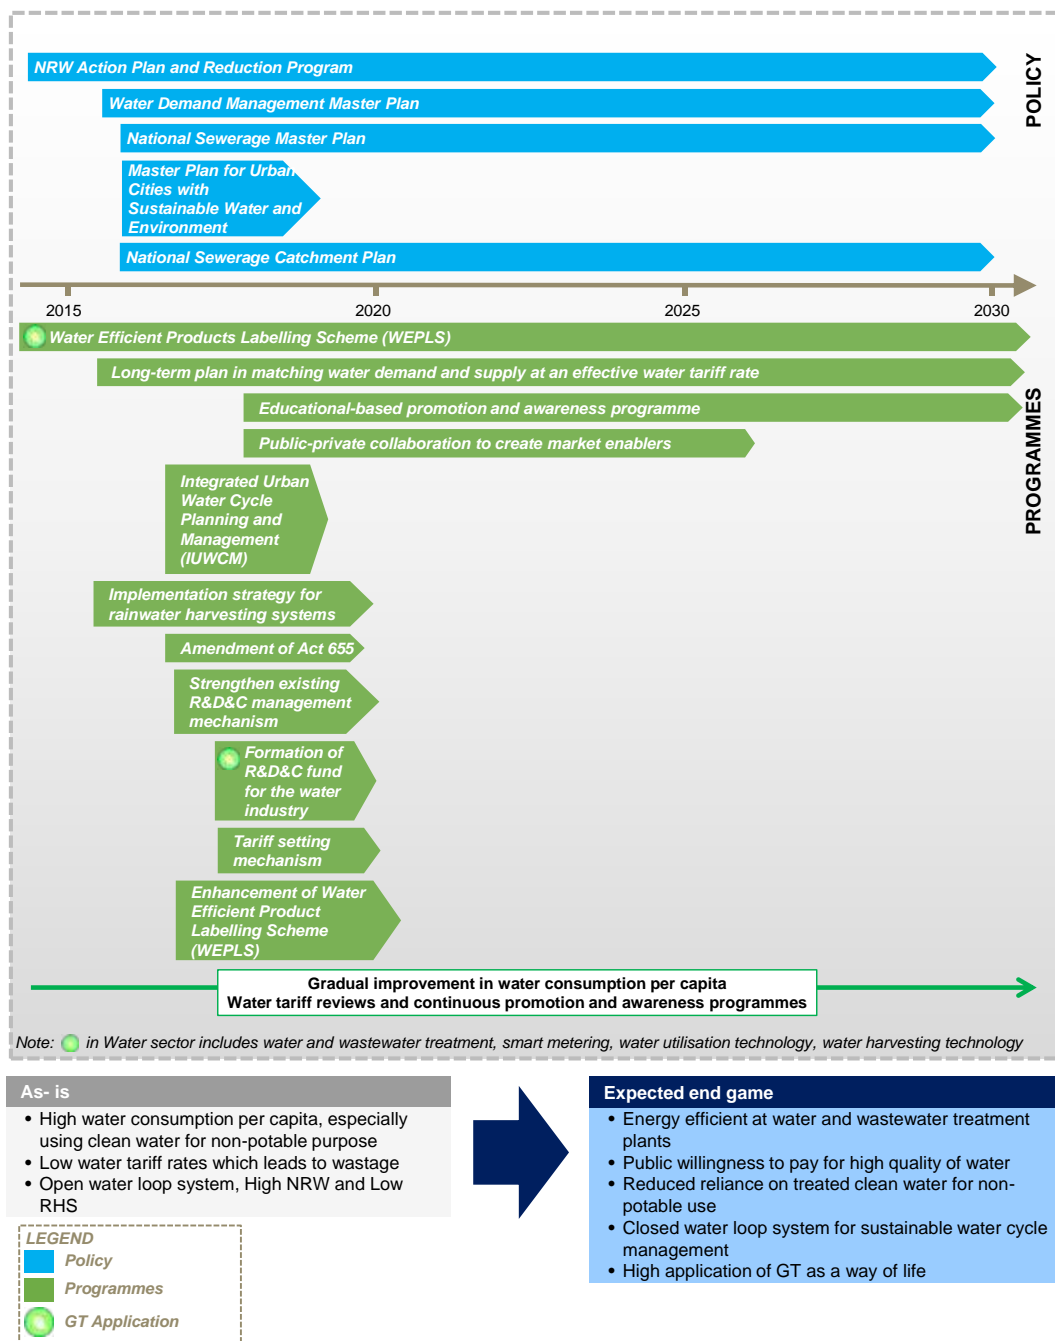 NRW Action Plan and Reduction Program
Water Demand Management Master Plan
National Sewerage Master Plan
Master Plan for Urban
Cities with
Sustainable Water and
Environment
National Sewerage Catchment Plan
POLICY
2015
2020
2025
2030
Water Efficient Products Labelling Scheme (WEPLS)
Long-term plan in matching water demand and supply at an effective water tariff rate
Educational-based promotion and awareness programme
Public-private collaboration to create market enablers
Integrated Urban
Water Cycle
Planning and
Management
(IUWCM)
Implementation strategy for
rainwater harvesting systems
Amendment of Act 655
Strengthen existing
R&D&C management
mechanism
Formation of
R&D&C fund
for the water
industry
Tariff setting
mechanism
Enhancement of Water
Efficient Product
Labelling Scheme
(WEPLS)
PROGRAMMES
Gradual improvement in water consumption per capita
Water tariff reviews and continuous promotion and awareness programmes
Note: in Water sector includes water and wastewater treatment, smart metering, water utilisation technology, water harvesting technology
As- is
• High water consumption per capita, especially
using clean water for non-potable purpose
• Low water tariff rates which leads to wastage
• Open water loop system, High NRW and Low
RHS
Expected end game
• Energy efficient at water and wastewater treatment
plants
• Public willingness to pay for high quality of water
• Reduced reliance on treated clean water for non-
potable use
• Closed water loop system for sustainable water cycle
management
• High application of GT as a way of life
LEGEND
Policy
Programmes
GT Application